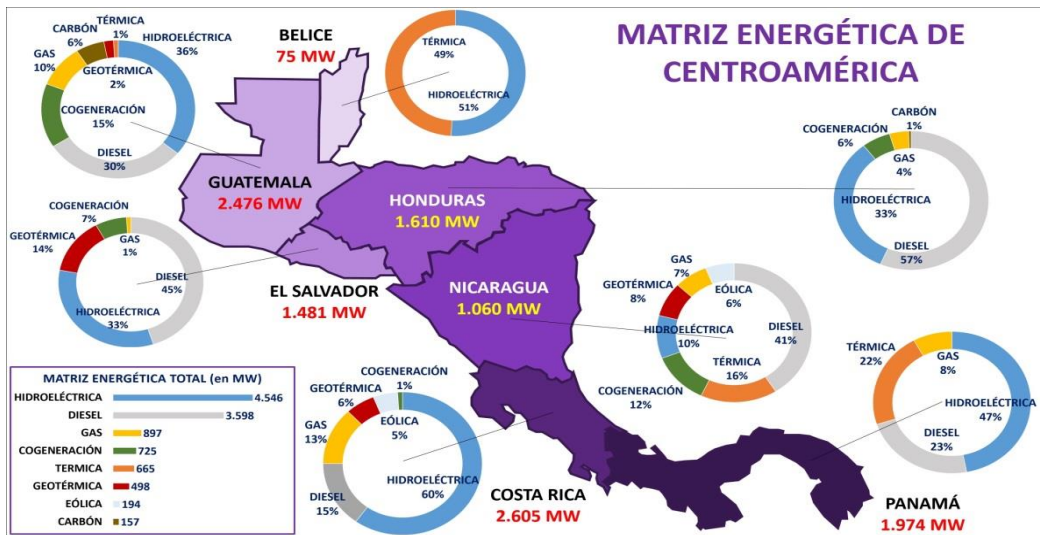 MATRIZ ENERGÉTICA DE
CENTROAMÉRICA
TÉRMICA
1%
CARBÓN
6%
HIDROELÉCTRICA
36%
GAS
10%
GEOTÉRMICA
2%
COGENERACIÓN
15%
DIESEL
30%
GUATEMALA
2.476 MW
BELICE
75 MW
TÉRMICA
49%
HIDROELÉCTRICA
51%
HONDURAS
1.610 MW
CARBÓN
1%
COGENERACIÓN
6%
GAS
4%
HIDROELÉCTRICA
33%
DIESEL
57%
COGENERACIÓN
7%
GEOTÉRMICA
14%
GAS
1%
DIESEL
45%
HIDROELÉCTRICA
33%
EL SALVADOR
1.481 MW
NICARAGUA
1.060 MW
GAS
7%
EÓLICA
6%
GEOTÉRMICA
8%
HIDROELÉCTRICA
10%
DIESEL
41%
TÉRMICA
16%
COGENERACIÓN
12%
COGENERACIÓN
1%
GEOTÉRMICA
6%
EÓLICA
5%
GAS
13%
HIDROELÉCTRICA
60%
DIESEL
15%
COSTA RICA
2.605 MW
TÉRMICA
22%
GAS
8%
HIDROELÉCTRICA
47%
DIESEL
23%
PANAMÁ
1.974 MW
MATRIZ ENERGÉTICA TOTAL (en MW)
HIDROELÉCTRICA 4.546
DIESEL 3.598
GAS 897
COGENERACIÓN 725
TERMICA 665
GEOTÉRMICA 498
EÓLICA 194
CARBÓN 157